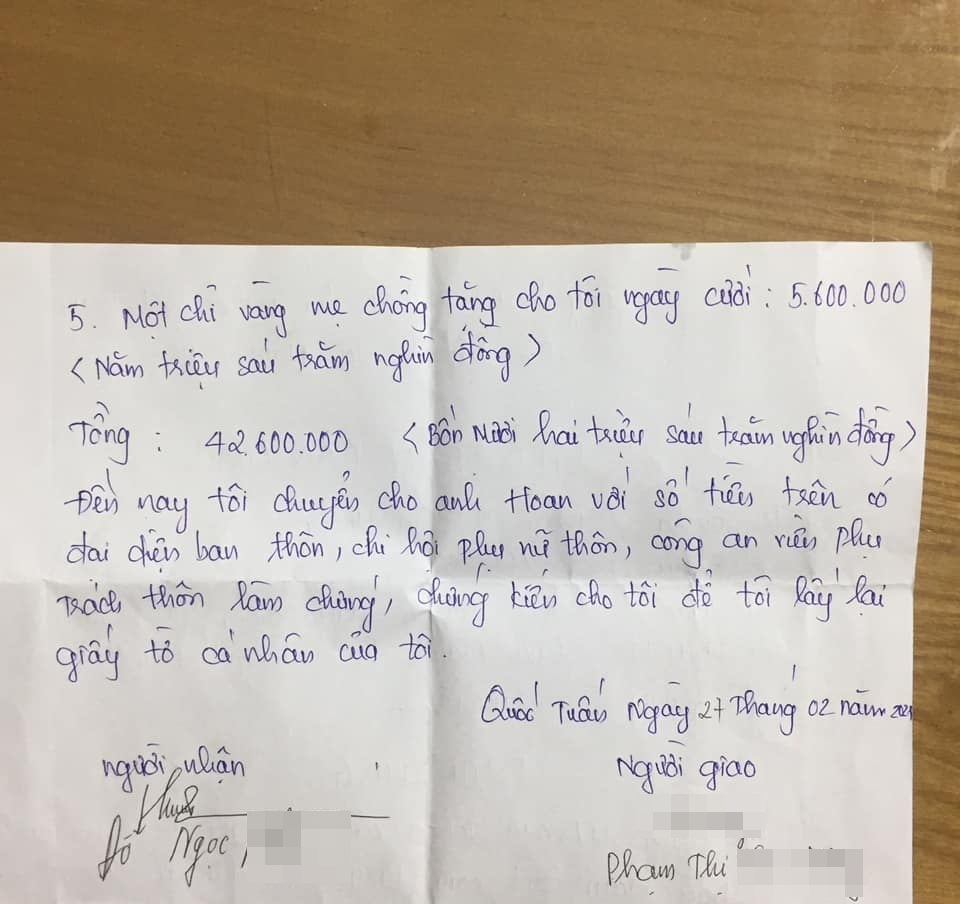 5. Một chỉ vàng mẹ chồng tặng cho tôi ngày cưới : 5.600.000
< Năm triệu sáu trăm nghìn đồng >
Tổng : 42.600.000 < Bốn Mươi hai triệu sáu trăm nghìn đồng >
Đến nay tôi chuyển cho anh Hoan với số tiền trên có
đại diện ban thôn, chi hội phụ nữ thôn, công an viên phụ
trách thôn làm chứng, chứng kiến cho tôi để tôi lấy lại
giấy tờ cá nhân của tôi.
Quốc Tuấn Ngày 27 Tháng 02 năm
người nhận
Người giao
Đỗ Ngọc
Phạm Thị